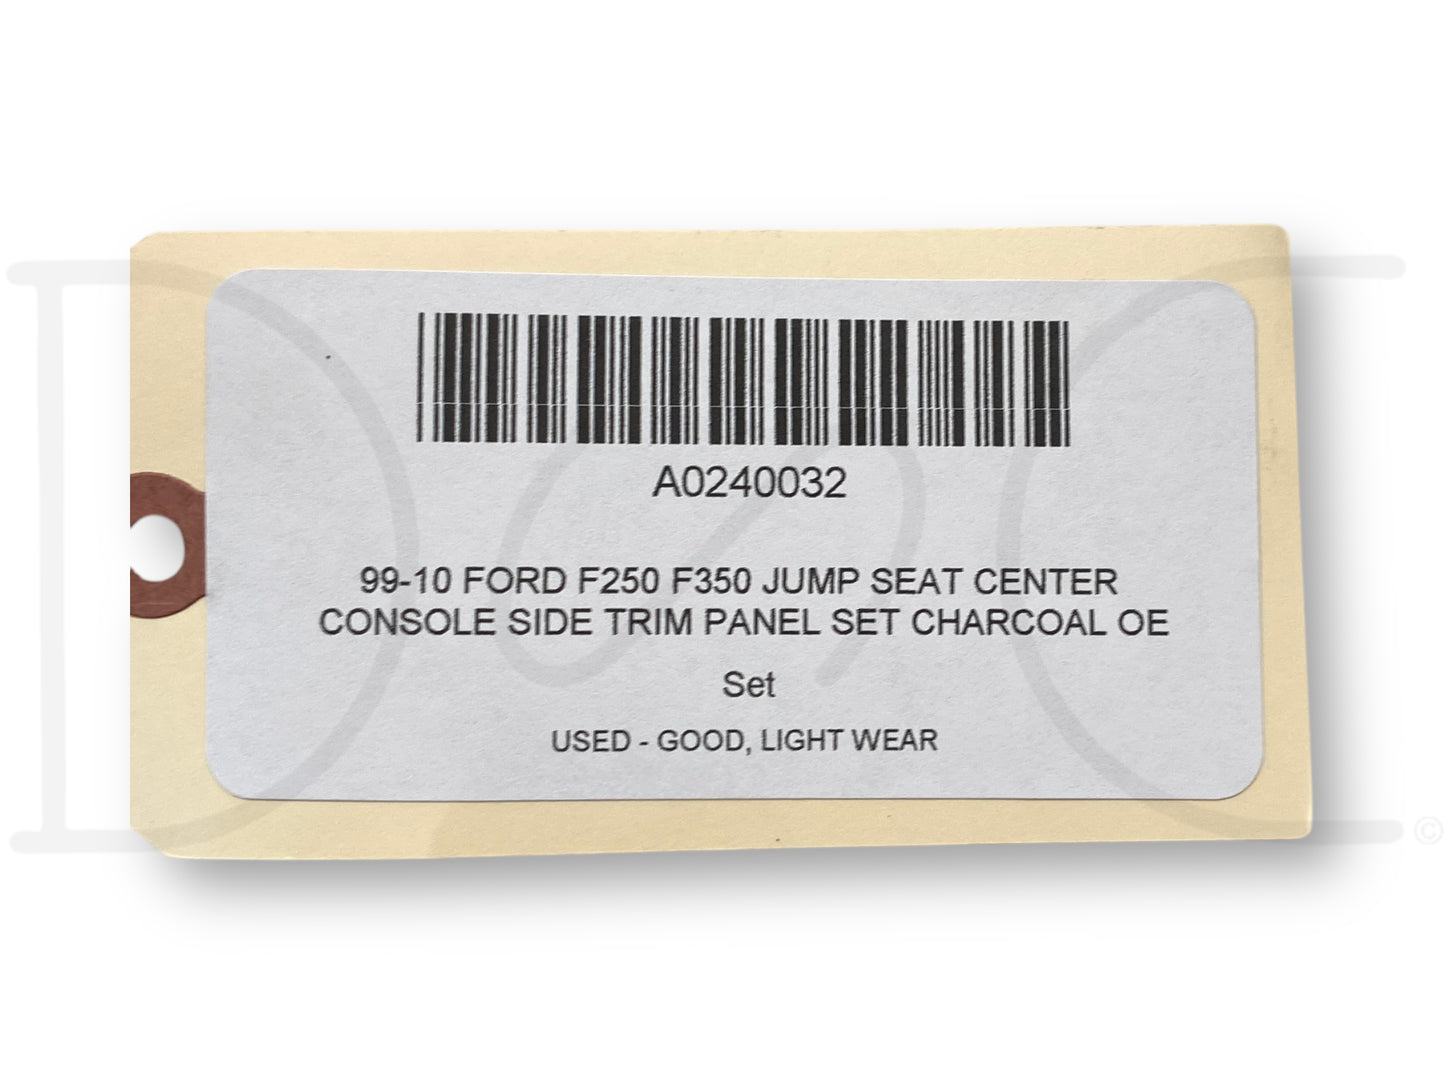 A0240032
99-10 FORD F250 F350 JUMP SEAT CENTER
CONSOLE SIDE TRIM PANEL SET CHARCOAL OE
Set
USED - GOOD, LIGHT WEAR
©